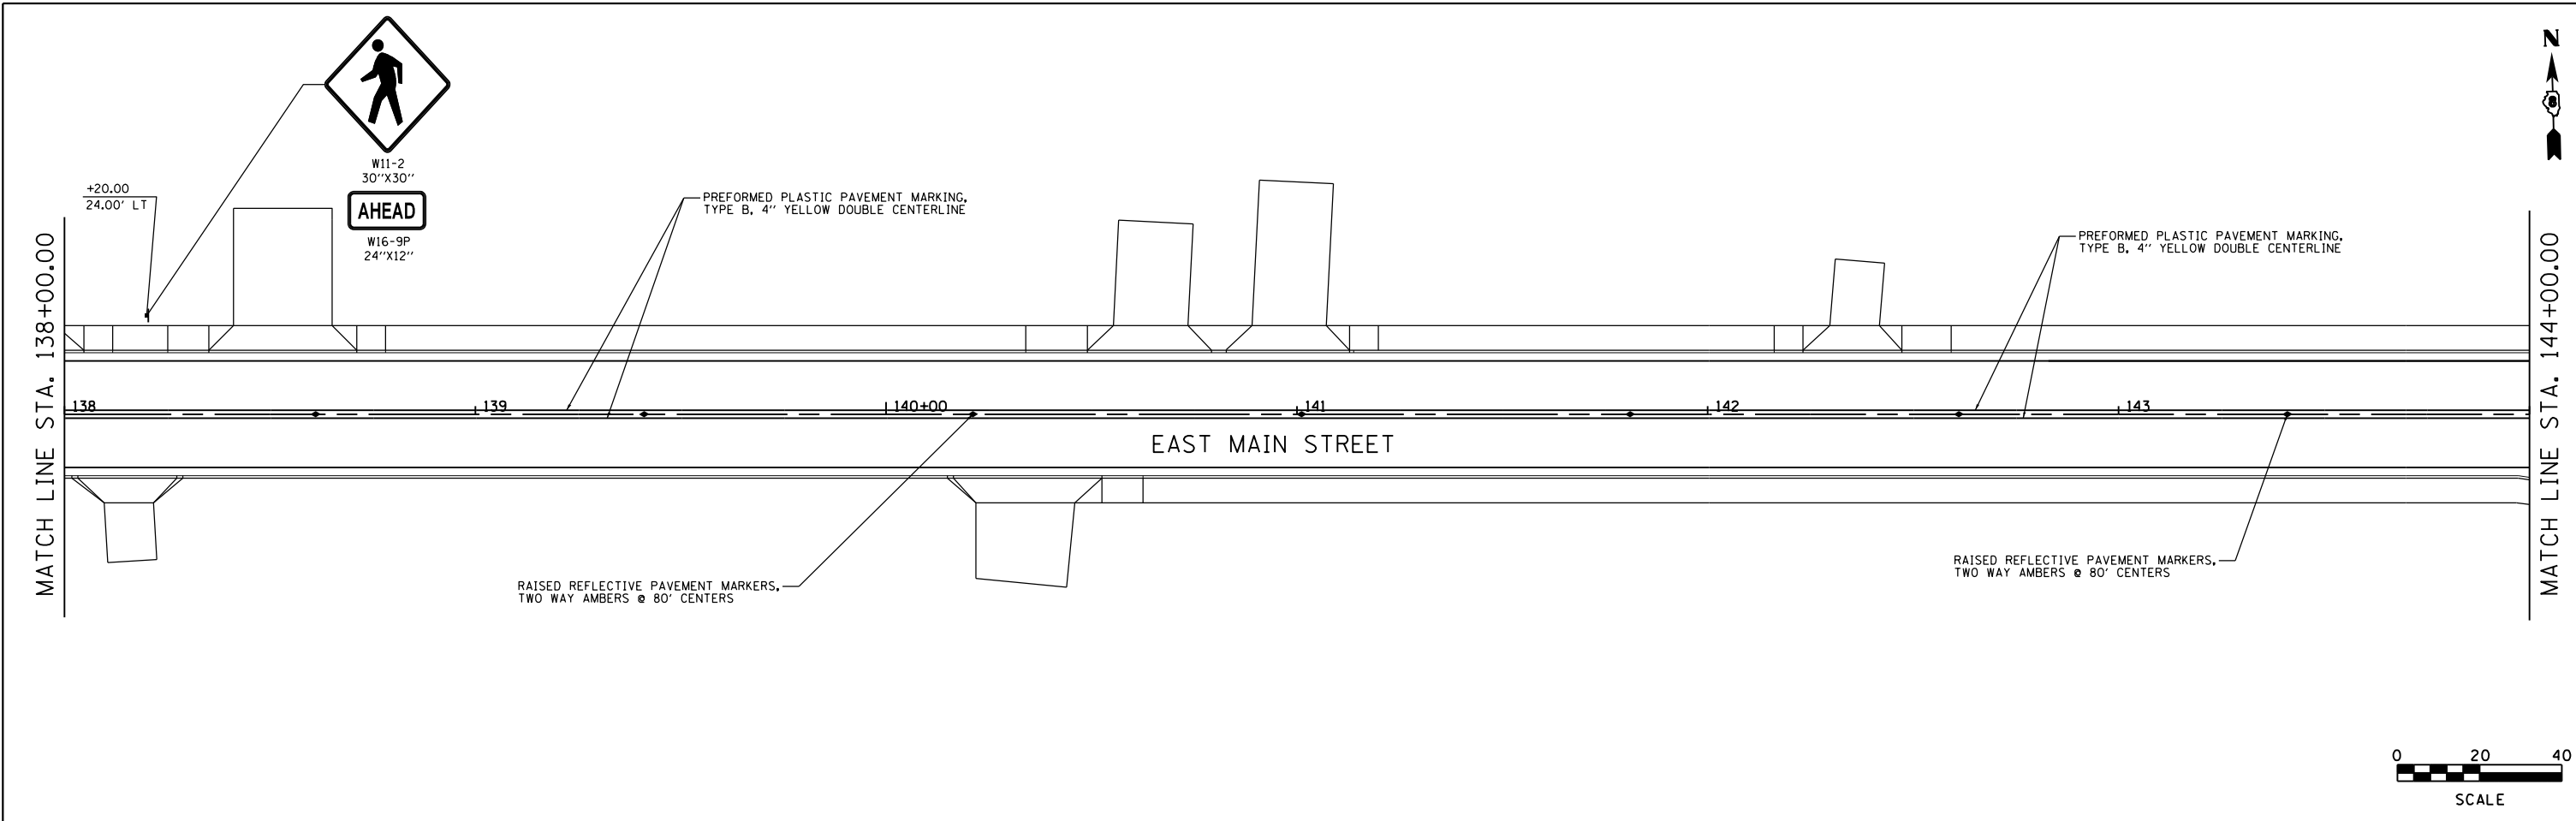 N
8
W11-2
30''X30''
AHEAD
W16-9P
24''X12''
+20.00
24.00' LT
PREFORMED PLASTIC PAVEMENT MARKING,
TYPE B, 4'' YELLOW DOUBLE CENTERLINE
PREFORMED PLASTIC PAVEMENT MARKING,
TYPE B, 4'' YELLOW DOUBLE CENTERLINE
MATCH LINE STA. 138+00.00
MATCH LINE STA. 144+00.00
138
139
140+00
141
142
143
EAST MAIN STREET
RAISED REFLECTIVE PAVEMENT MARKERS,
TWO WAY AMBERS @ 80' CENTERS
RAISED REFLECTIVE PAVEMENT MARKERS,
TWO WAY AMBERS @ 80' CENTERS
0 20 40
SCALE